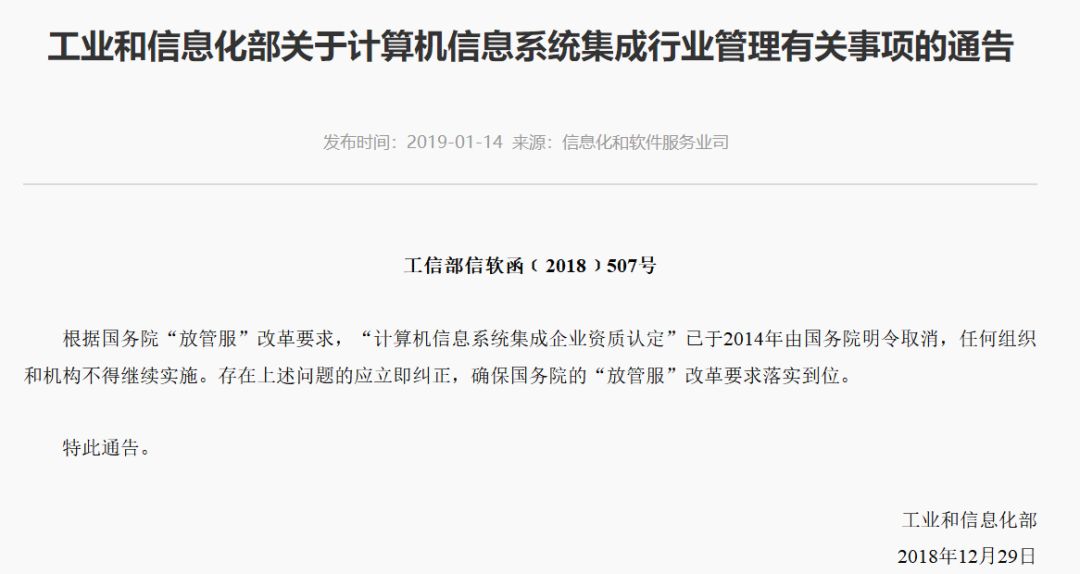 工业和信息化部关于计算机信息系统集成行业管理有关事项的通告
发布时间：2019-01-14 来源：信息化和软件服务业司
工信部信软函﹝2018﹞507号
根据国务院“放管服”改革要求，“计算机信息系统集成企业资质认定”已于2014年由国务院明令取消，任何组织
和机构不得继续实施。存在上述问题的应立即纠正，确保国务院的“放管服”改革要求落实到位。
特此通告。
工业和信息化部
2018年12月29日